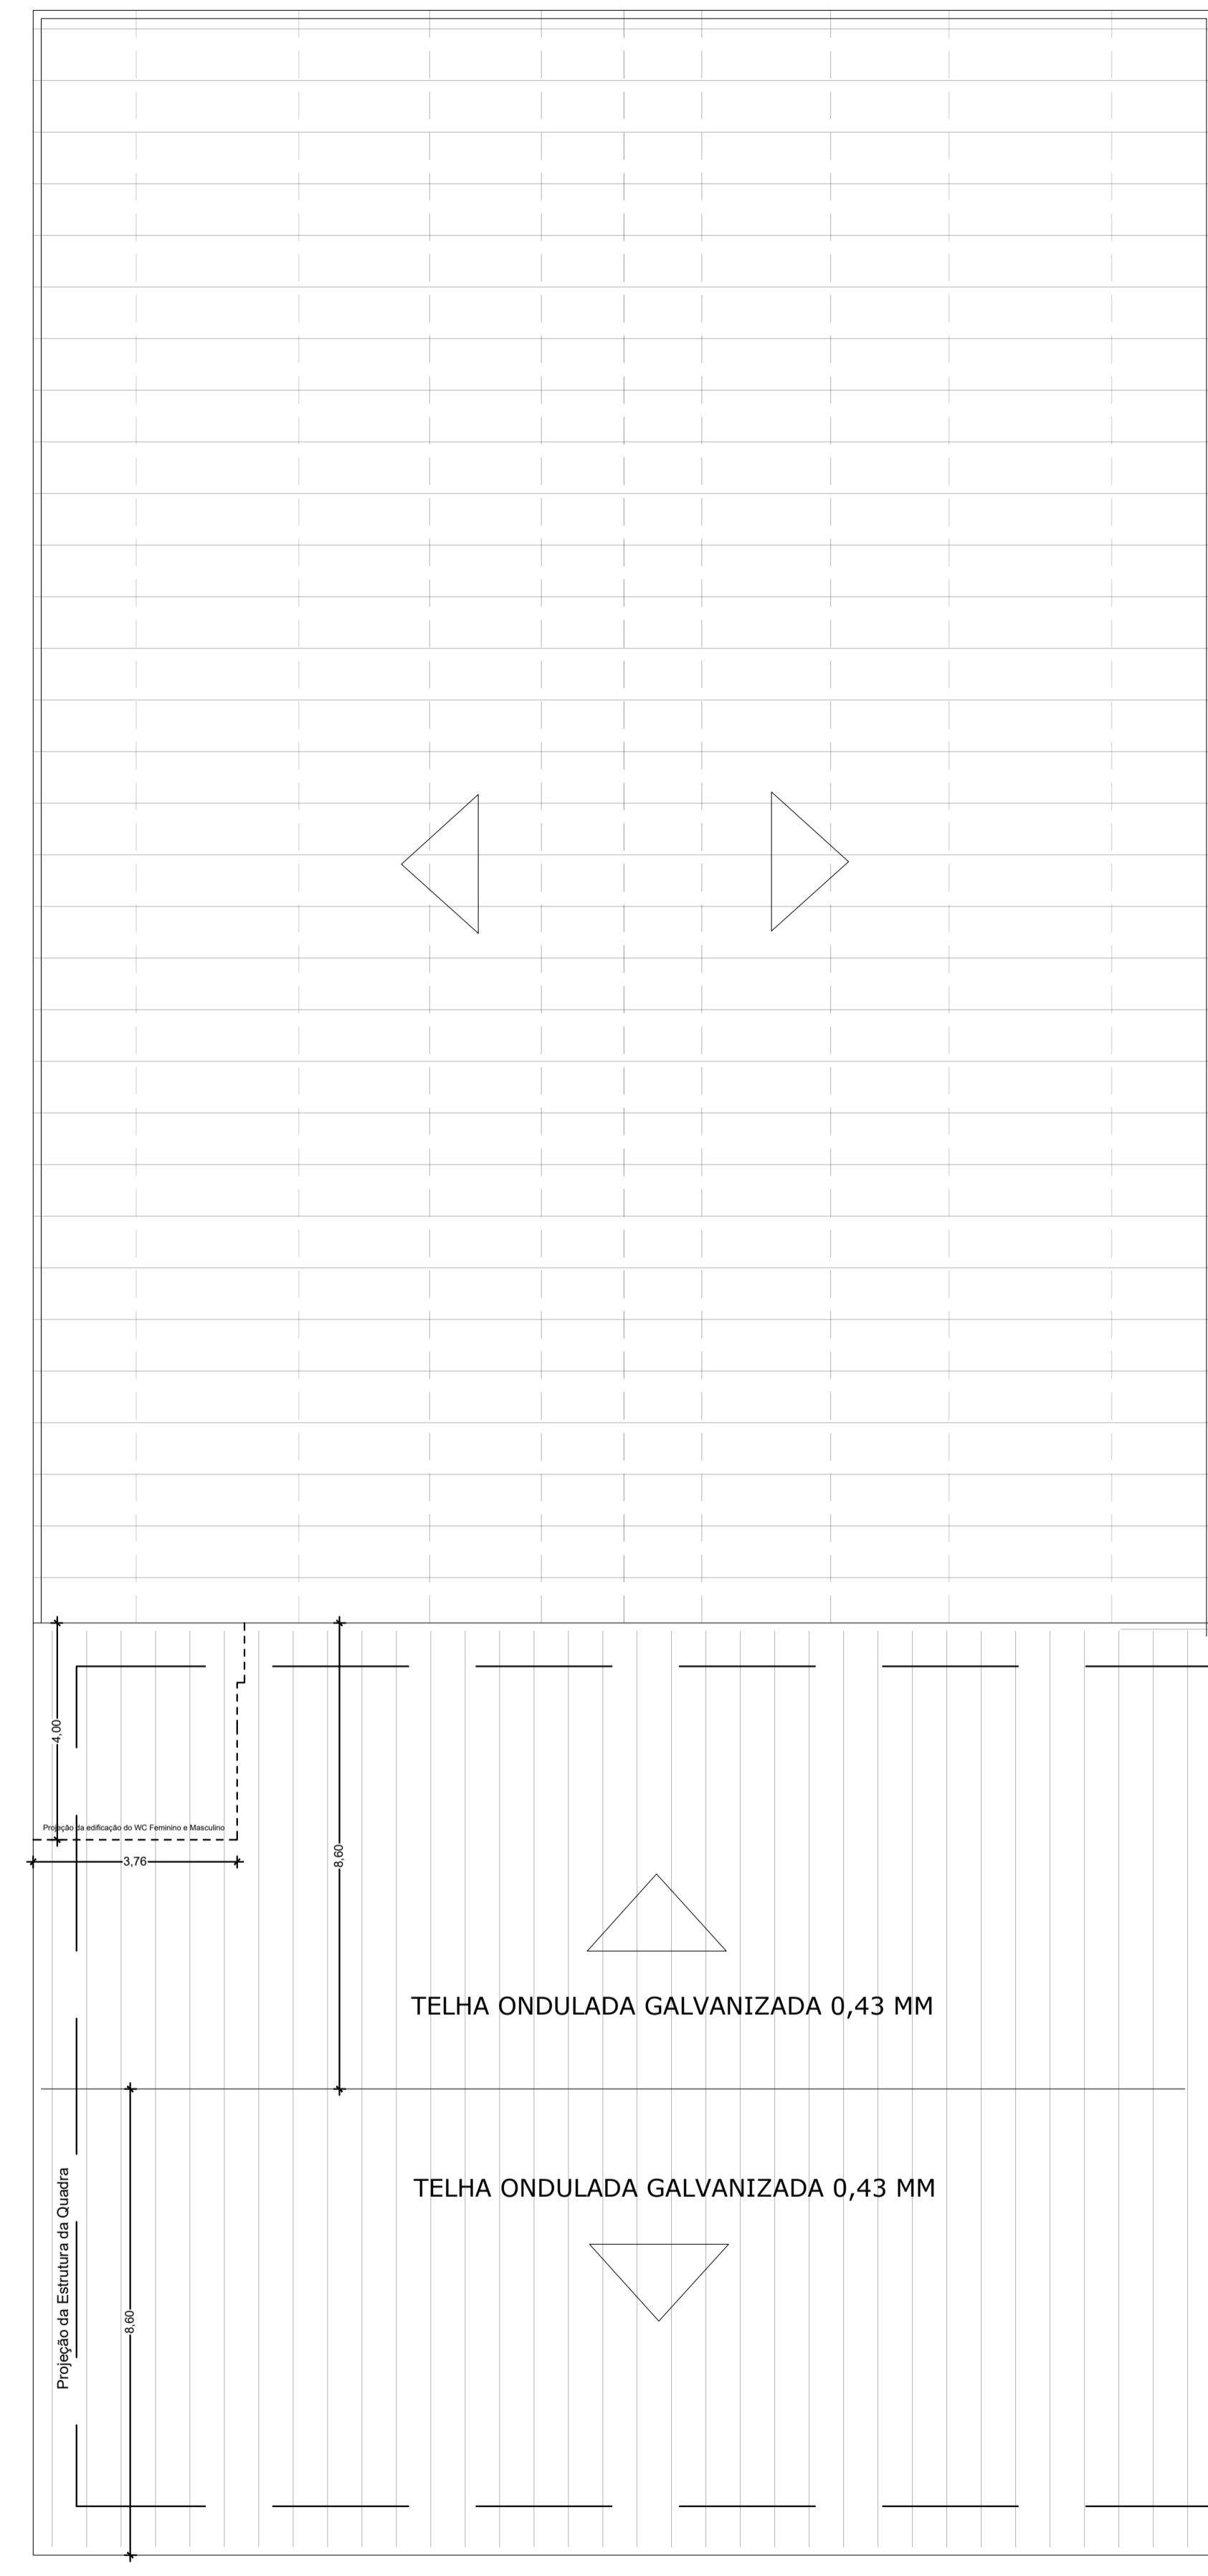 4,00
Projeção da edificação do WC Feminino e Masculino
3,76
8,60
TELHA ONDULADA GALVANIZADA 0,43 MM
TELHA ONDULADA GALVANIZADA 0,43 MM
Projeção da Estrutura da Quadra
8,60